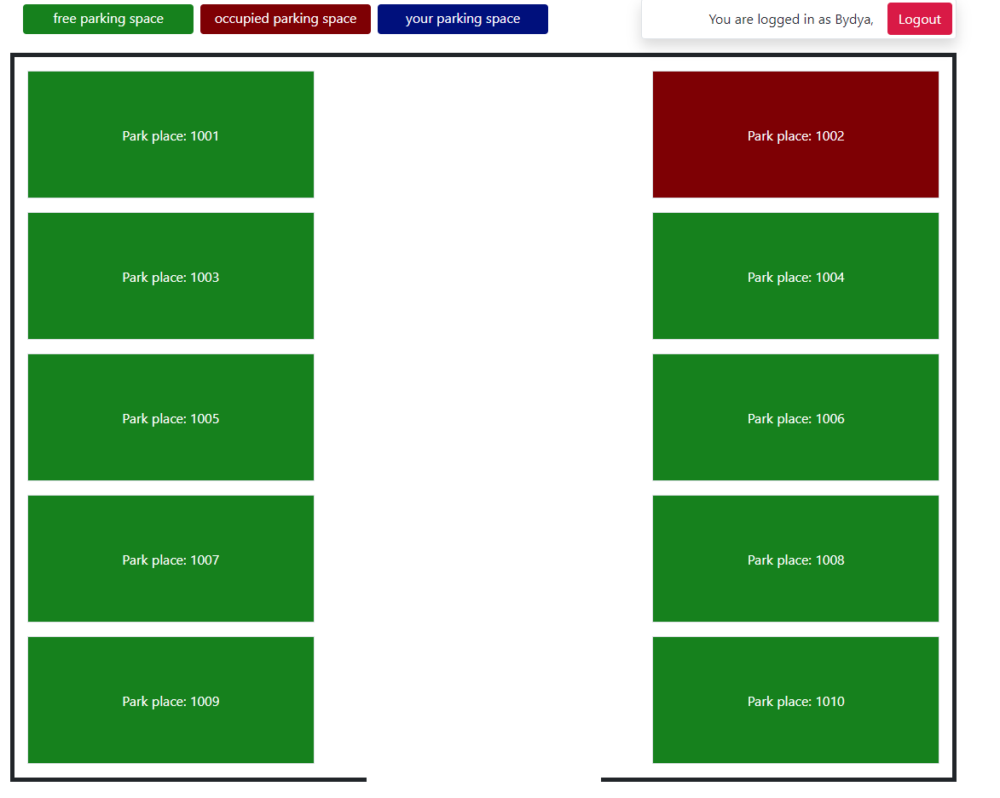 free parking space
occupied parking space
your parking space
You are logged in as Bydya,
Logout
Park place: 1001
Park place: 1002
Park place: 1003
Park place: 1004
Park place: 1005
Park place: 1006
Park place: 1007
Park place: 1008
Park place: 1009
Park place: 1010